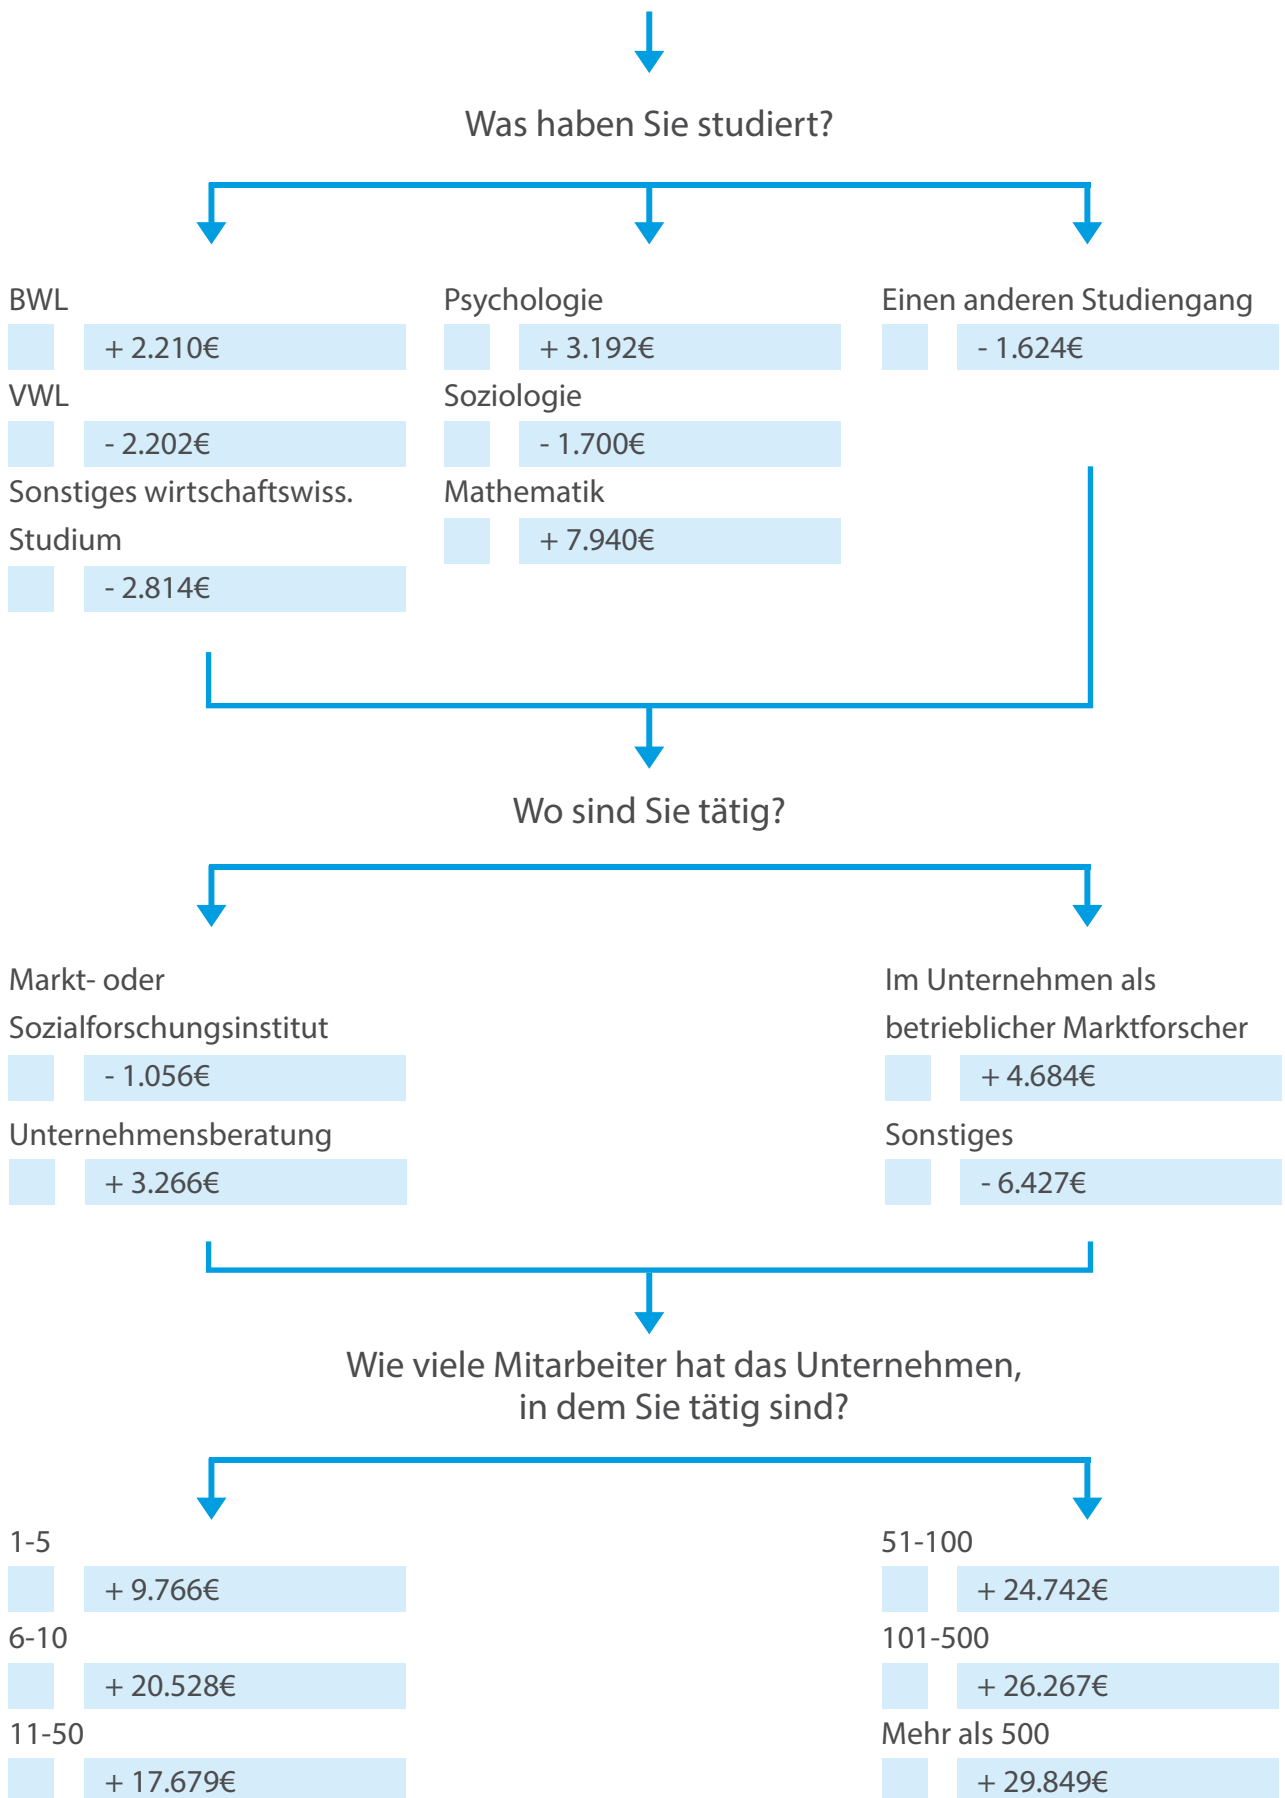 Was haben Sie studiert?
BWL
+ 2.210€
VWL
- 2.202€
Sonstiges wirtschaftswiss.
Studium
- 2.814€
Psychologie
+ 3.192€
Soziologie
- 1.700€
Mathematik
+ 7.940€
Einen anderen Studiengang
- 1.624€
Wo sind Sie tätig?
Markt- oder
Sozialforschungsinstitut
- 1.056€
Unternehmensberatung
+ 3.266€
Im Unternehmen als
betrieblicher Marktforscher
+ 4.684€
Sonstiges
- 6.427€
Wie viele Mitarbeiter hat das Unternehmen,
in dem Sie tätig sind?
1-5
+ 9.766€
6-10
+ 20.528€
11-50
+ 17.679€
51-100
+ 24.742€
101-500
+ 26.267€
Mehr als 500
+ 29.849€